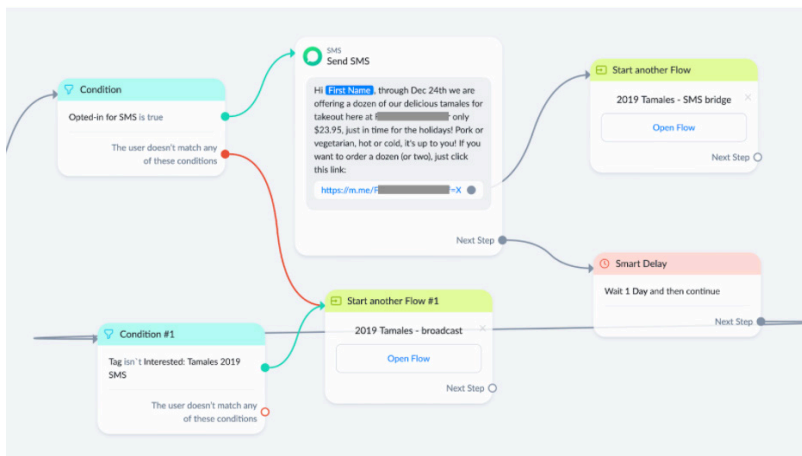 Condition
Opted-in for SMS is true
The user doesn't match any
of these conditions
SMS
Send SMS
Hi First Name, through Dec 24th we are
offering a dozen of our delicious tamales for
takeout here at only
$23.95, just in time for the holidays! Pork or
vegetarian, hot or cold, it's up to you! If you
want to order a dozen (or two), just click
this link:
https://m.me/F =X
Next Step
Start another Flow
2019 Tamales - SMS bridge
Open Flow
Next Step
Smart Delay
Wait 1 Day and then continue
Next Step
Start another Flow #1
2019 Tamales - broadcast
Open Flow
Next Step
Condition #1
Tag isn`t Interested: Tamales 2019
SMS
The user doesn't match any
of these conditions